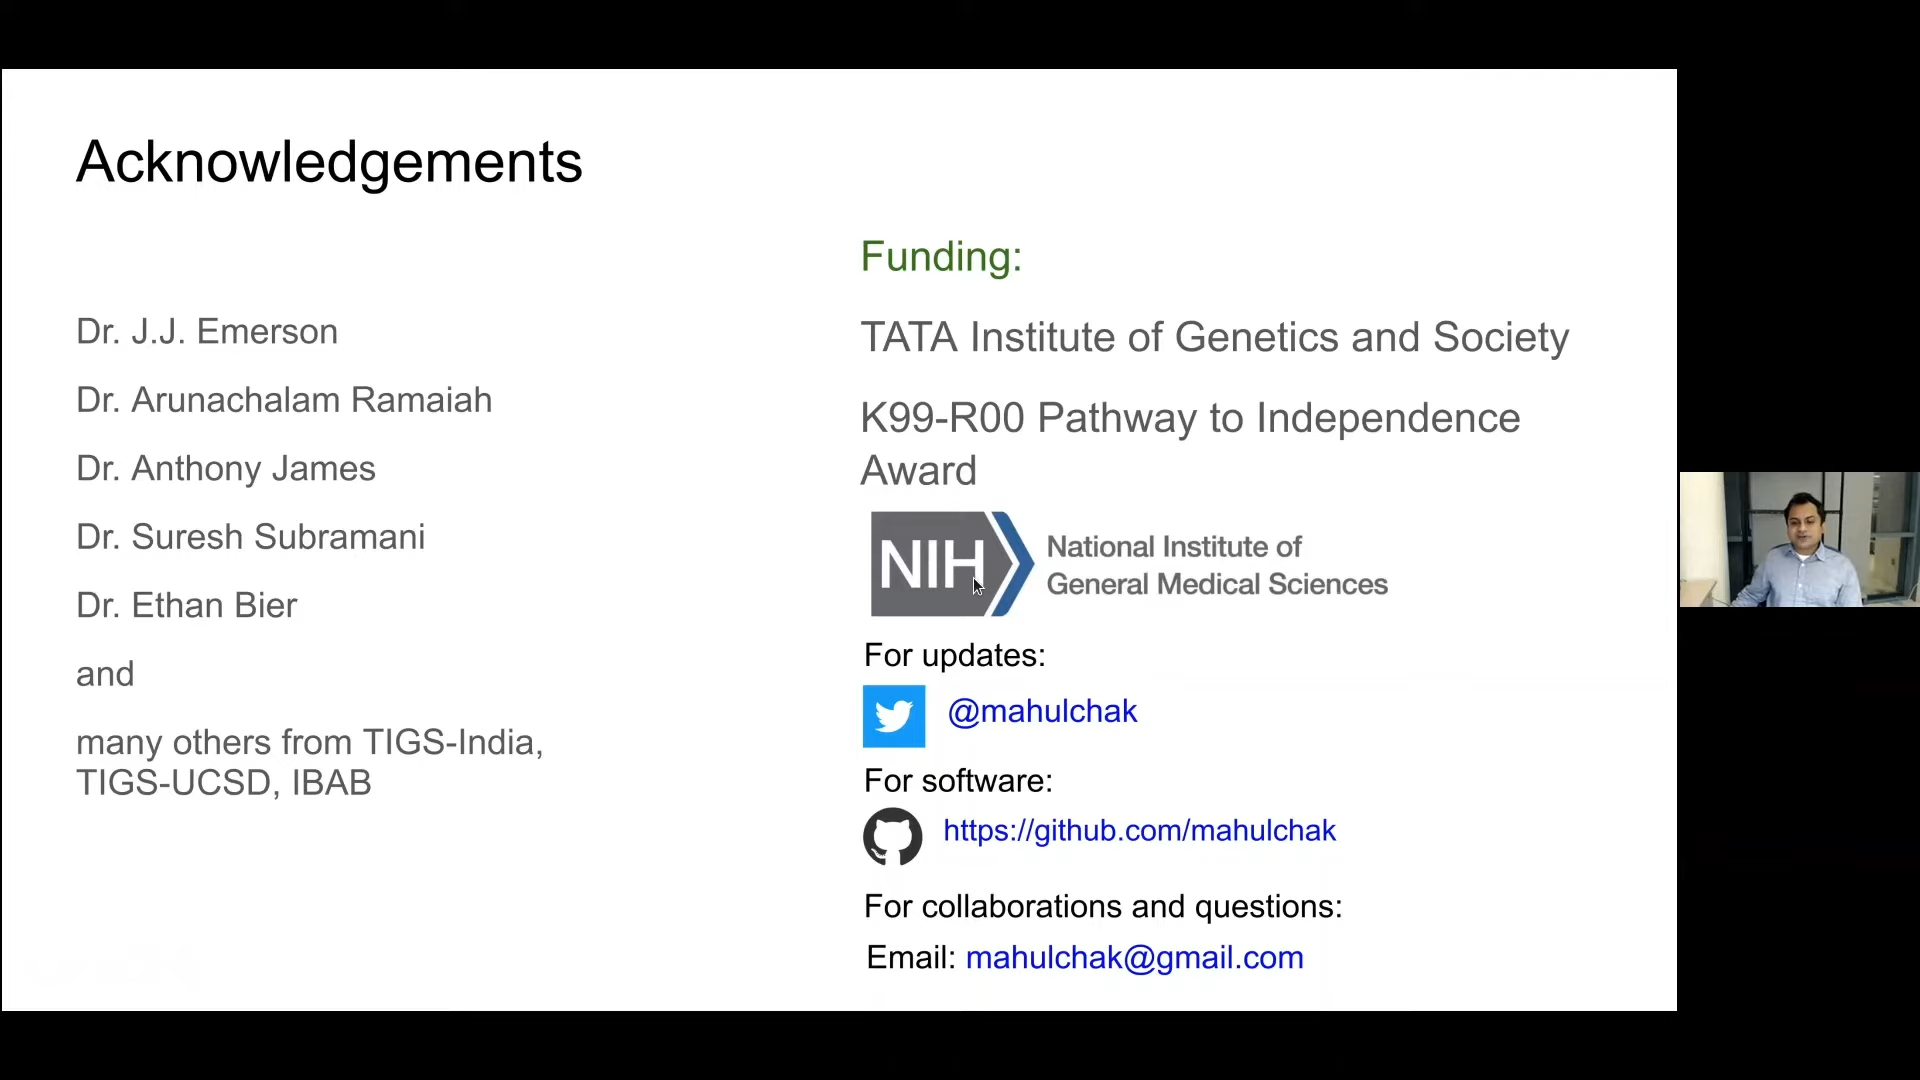 Acknowledgements
Dr. J.J. Emerson
Dr. Arunachalam Ramaiah
Dr. Anthony James
Dr. Suresh Subramani
Dr. Ethan Bier
and
many others from TIGS-India,
TIGS-UCSD, IBAB
Funding:
TATA Institute of Genetics and Society
K99-R00 Pathway to Independence
Award
NIH
National Institute of
General Medical Sciences
For updates:
@mahulchak
For software:
https://github.com/mahulchak
For collaborations and questions:
Email: mahulchak@gmail.com